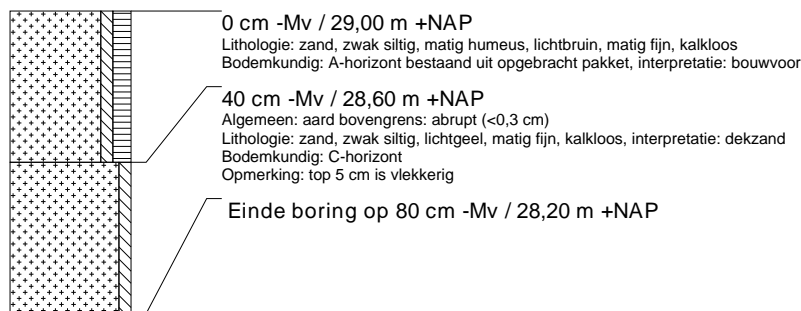 0 cm -Mv / 29,00 m +NAP
Lithologie: zand, zwak siltig, matig humeus, lichtbruin, matig fijn, kalkloos
Bodemkundig: A-horizont bestaand uit opgebracht pakket, interpretatie: bouwvoor
40 cm -Mv / 28,60 m +NAP
Algemeen: aard bovengrens: abrupt (<0,3 cm)
Lithologie: zand, zwak siltig, lichtgeel, matig fijn, kalkloos, interpretatie: dekzand
Bodemkundig: C-horizont
Opmerking: top 5 cm is vlekkerig
Einde boring op 80 cm -Mv / 28,20 m +NAP